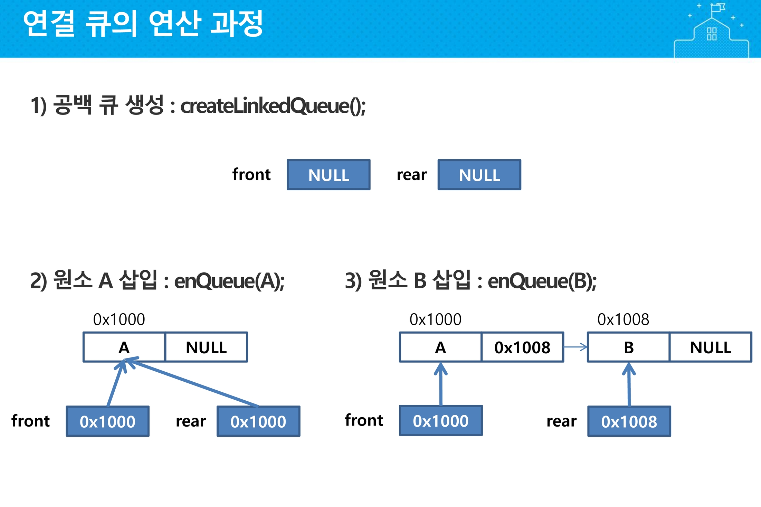 연결 큐의 연산 과정
1) 공백 큐 생성 : createLinkedQueue();
front NULL rear NULL
2) 원소 A 삽입 : enQueue(A);
0x1000
A NULL
front 0x1000 rear 0x1000
3) 원소 B 삽입 : enQueue(B);
0x1000 0x1008
A 0x1008 B NULL
front 0x1000 rear 0x1008